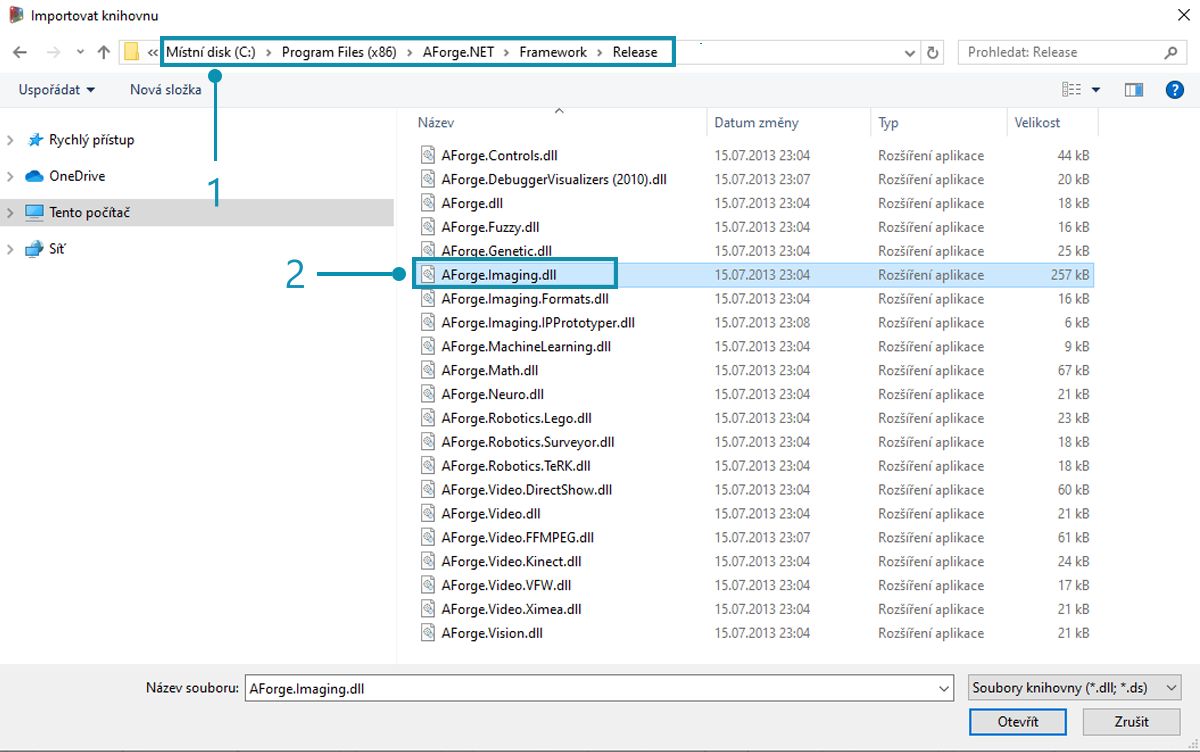 Importovat knihovnu
« Místní disk (C:) > Program Files (x86) > AForge.NET > Framework > Release
Prohledat: Release
Uspořádat Nová složka
Rychlý přístup
OneDrive
Tento počítač
Síť
1
2
Název Datum změny Typ Velikost
AForge.Controls.dll 15.07.2013 23:04 Rozšíření aplikace 44 kB
AForge.DebuggerVisualizers (2010).dll 15.07.2013 23:07 Rozšíření aplikace 20 kB
AForge.dll 15.07.2013 23:04 Rozšíření aplikace 18 kB
AForge.Fuzzy.dll 15.07.2013 23:04 Rozšíření aplikace 16 kB
AForge.Genetic.dll 15.07.2013 23:04 Rozšíření aplikace 25 kB
AForge.Imaging.dll 15.07.2013 23:04 Rozšíření aplikace 257 kB
AForge.Imaging.Formats.dll 15.07.2013 23:04 Rozšíření aplikace 16 kB
AForge.Imaging.IPPrototyper.dll 15.07.2013 23:08 Rozšíření aplikace 6 kB
AForge.MachineLearning.dll 15.07.2013 23:04 Rozšíření aplikace 9 kB
AForge.Math.dll 15.07.2013 23:04 Rozšíření aplikace 67 kB
AForge.Neuro.dll 15.07.2013 23:04 Rozšíření aplikace 21 kB
AForge.Robotics.Lego.dll 15.07.2013 23:04 Rozšíření aplikace 23 kB
AForge.Robotics.Surveyor.dll 15.07.2013 23:04 Rozšíření aplikace 18 kB
AForge.Robotics.TeRK.dll 15.07.2013 23:04 Rozšíření aplikace 18 kB
AForge.Video.DirectShow.dll 15.07.2013 23:04 Rozšíření aplikace 60 kB
AForge.Video.dll 15.07.2013 23:04 Rozšíření aplikace 21 kB
AForge.Video.FFMPEG.dll 15.07.2013 23:07 Rozšíření aplikace 61 kB
AForge.Video.Kinect.dll 15.07.2013 23:04 Rozšíření aplikace 24 kB
AForge.Video.VFW.dll 15.07.2013 23:04 Rozšíření aplikace 17 kB
AForge.Video.Ximea.dll 15.07.2013 23:04 Rozšíření aplikace 21 kB
AForge.Vision.dll 15.07.2013 23:04 Rozšíření aplikace 21 kB
Název souboru: AForge.Imaging.dll Soubory knihovny (*.dll; *.ds)
Otevřít Zrušit